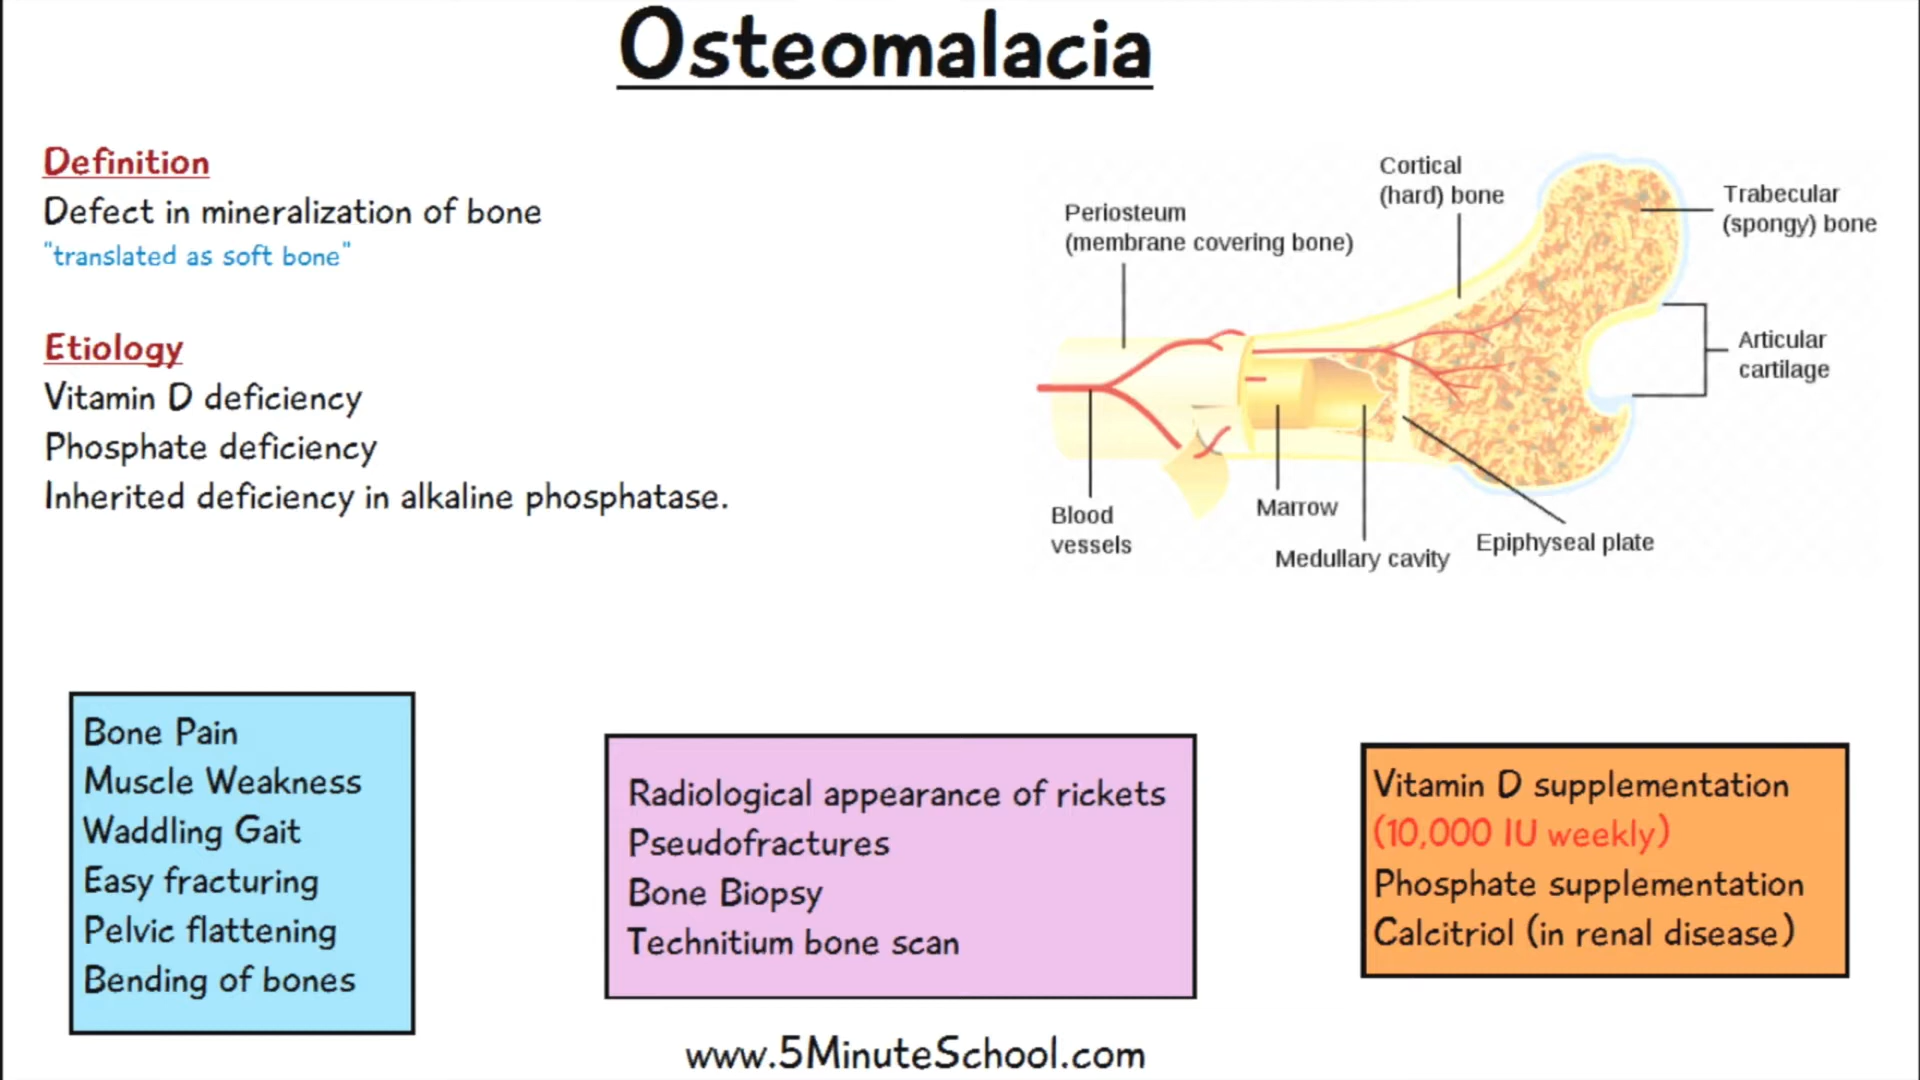 Osteomalacia
Definition
Defect in mineralization of bone
"translated as soft bone"
Etiology
Vitamin D deficiency
Phosphate deficiency
Inherited deficiency in alkaline phosphatase.
Cortical
(hard) bone
Trabecular
(spongy) bone
Periosteum
(membrane covering bone)
Articular
cartilage
Blood
vessels
Marrow
Medullary cavity
Epiphyseal plate
Bone Pain
Muscle Weakness
Waddling Gait
Easy fracturing
Pelvic flattening
Bending of bones
Radiological appearance of rickets
Pseudofractures
Bone Biopsy
Technitium bone scan
Vitamin D supplementation
(10,000 IU weekly)
Phosphate supplementation
Calcitriol (in renal disease)
www.5MinuteSchool.com